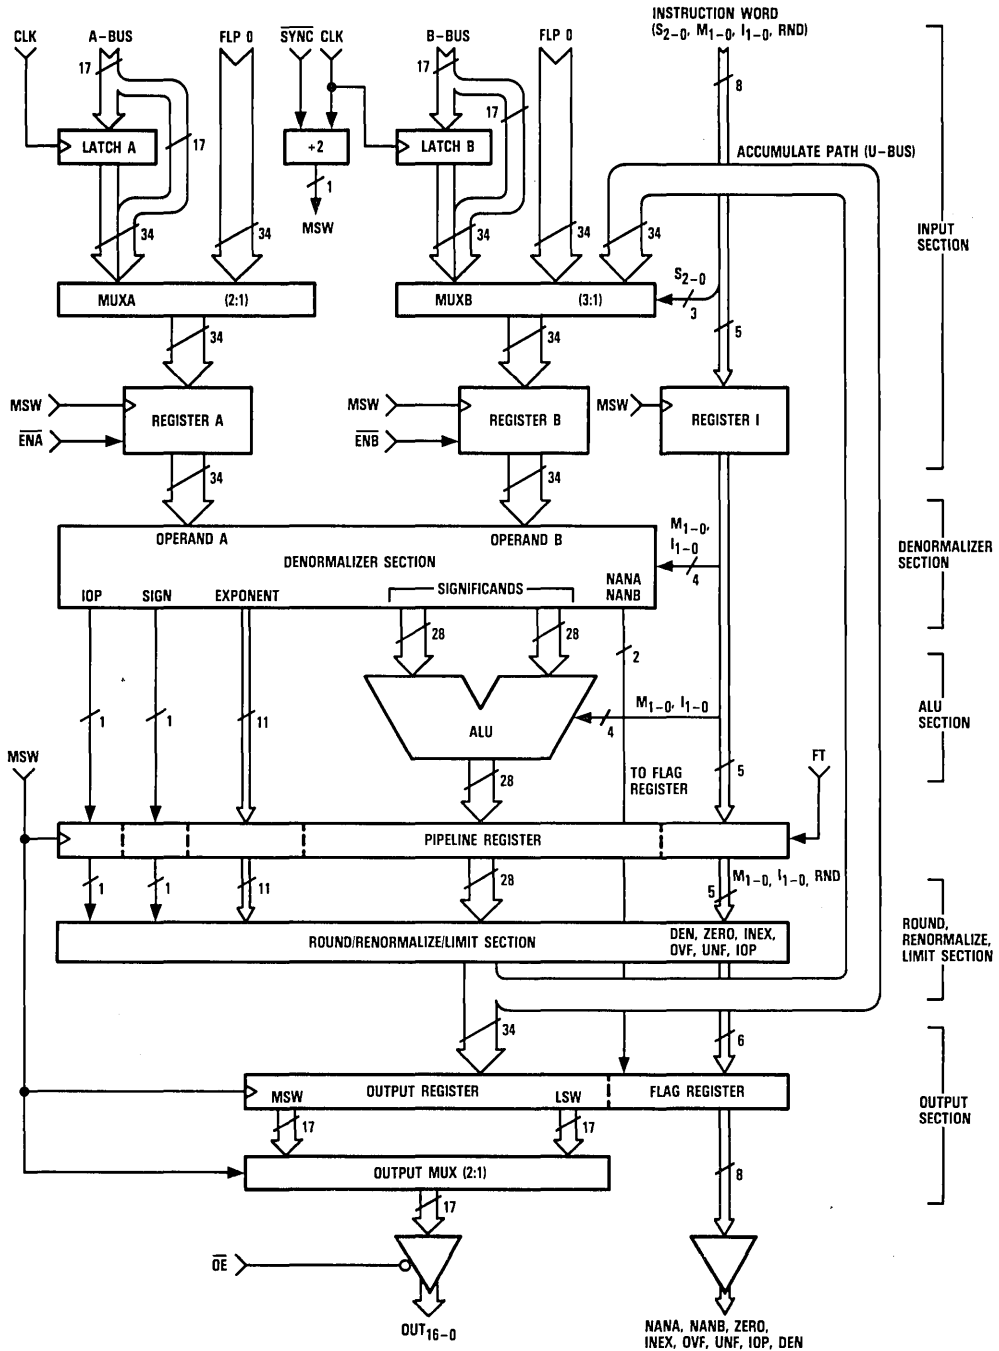 INSTRUCTION WORD
(S2–0, M1–0, I1–0, RND)
CLK
A–BUS
FLP 0
SYNC
CLK
B–BUS
FLP 0
17
17
8
17
17
ACCUMULATE PATH (U–BUS)
LATCH A
÷2
LATCH B
1
MSW
34
34
34
34
34
INPUT
SECTION
MUXA
(2:1)
MUXB
(3:1)
S2–0
3
34
34
5
MSW
ENA
REGISTER A
MSW
ENB
REGISTER B
MSW
REGISTER I
34
34
OPERAND A
OPERAND B
DENORMALIZER SECTION
M1–0,
I1–0
4
DENORMALIZER
SECTION
IOP
SIGN
EXPONENT
SIGNIFICANDS
NANA
NANB
28
28
2
1
1
11
ALU
M1–0, I1–0
4
ALU
SECTION
MSW
28
TO FLAG
REGISTER
5
FT
PIPELINE REGISTER
1
1
11
28
M1–0, I1–0, RND
5
ROUND/RENORMALIZE/LIMIT SECTION
DEN, ZERO, INEX,
OVF, UNF, IOP
ROUND,
RENORMALIZE,
LIMIT SECTION
34
6
MSW
OUTPUT REGISTER
LSW
FLAG REGISTER
OUTPUT
SECTION
17
17
OUTPUT MUX (2:1)
8
17
OE
OUT16–0
NANA, NANB, ZERO,
INEX, OVF, UNF, IOP, DEN